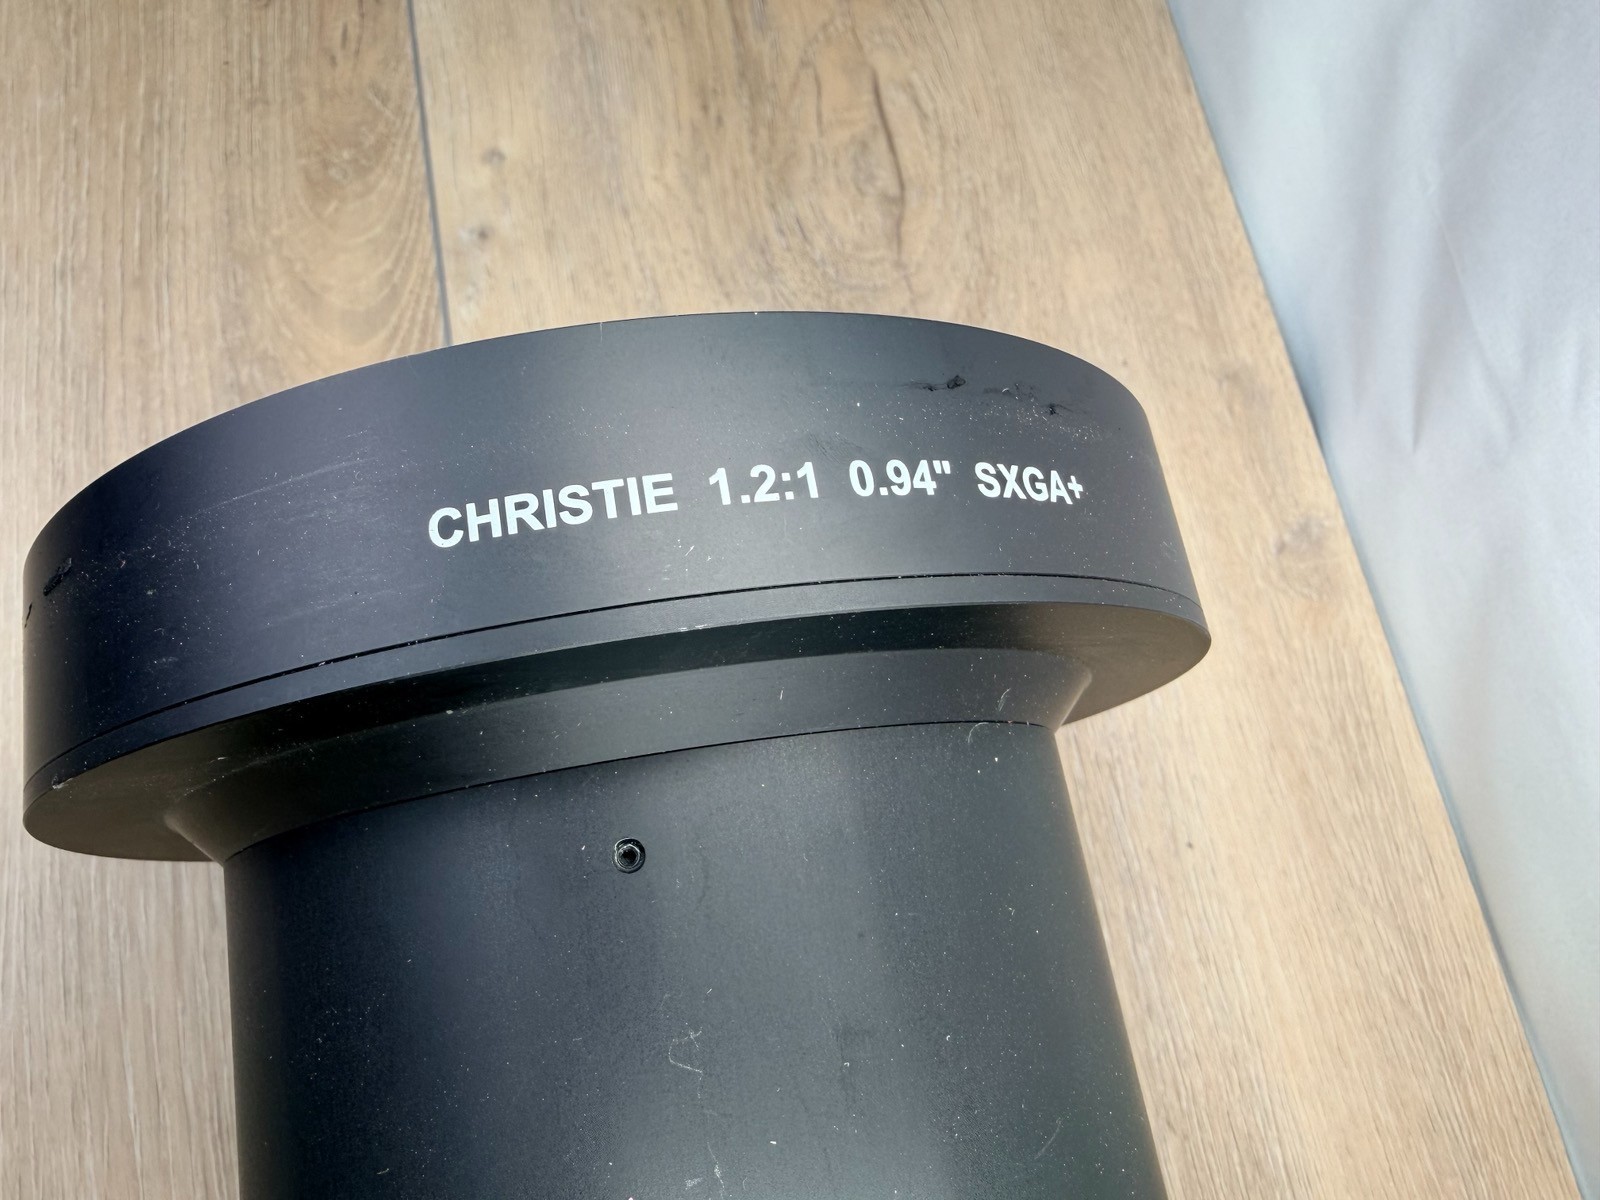 CHRISTIE 1.2:1 0.94" SXGA+